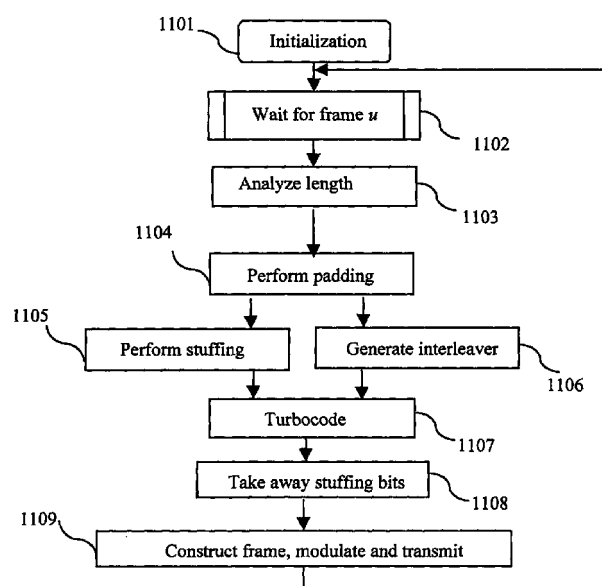 1101
Initialization
Wait for frame u
1102
Analyze length
1103
1104
Perform padding
1105
Perform stuffing
Generate interleaver
1106
Turbocode
1107
Take away stuffing bits
1108
1109
Construct frame, modulate and transmit